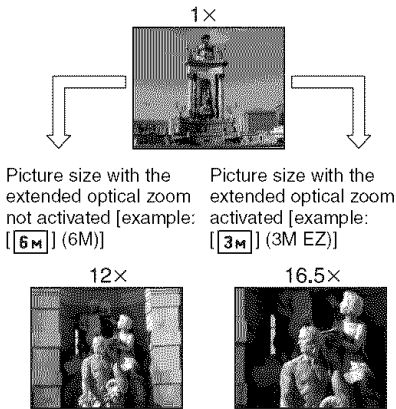 1×
Picture size with the
extended optical zoom
not activated [example:
[6M] (6M)]
Picture size with the
extended optical zoom
activated [example:
[3M] (3M EZ)]
12×
16.5×